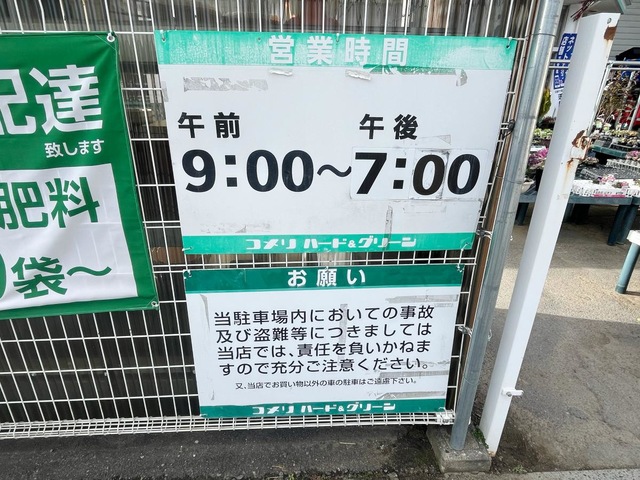 配達
致します
肥料
袋～
営業時間
午前 午後
9:00～7:00
コメリ ハード&グリーン
お願い
当駐車場内においての事故
及び盗難等につきましては
当店では、責任を負いかねま
すので充分ご注意ください。
又、当店でお買い物以外の車の駐車はご遠慮下さい。
コメリ ハード&グリーン